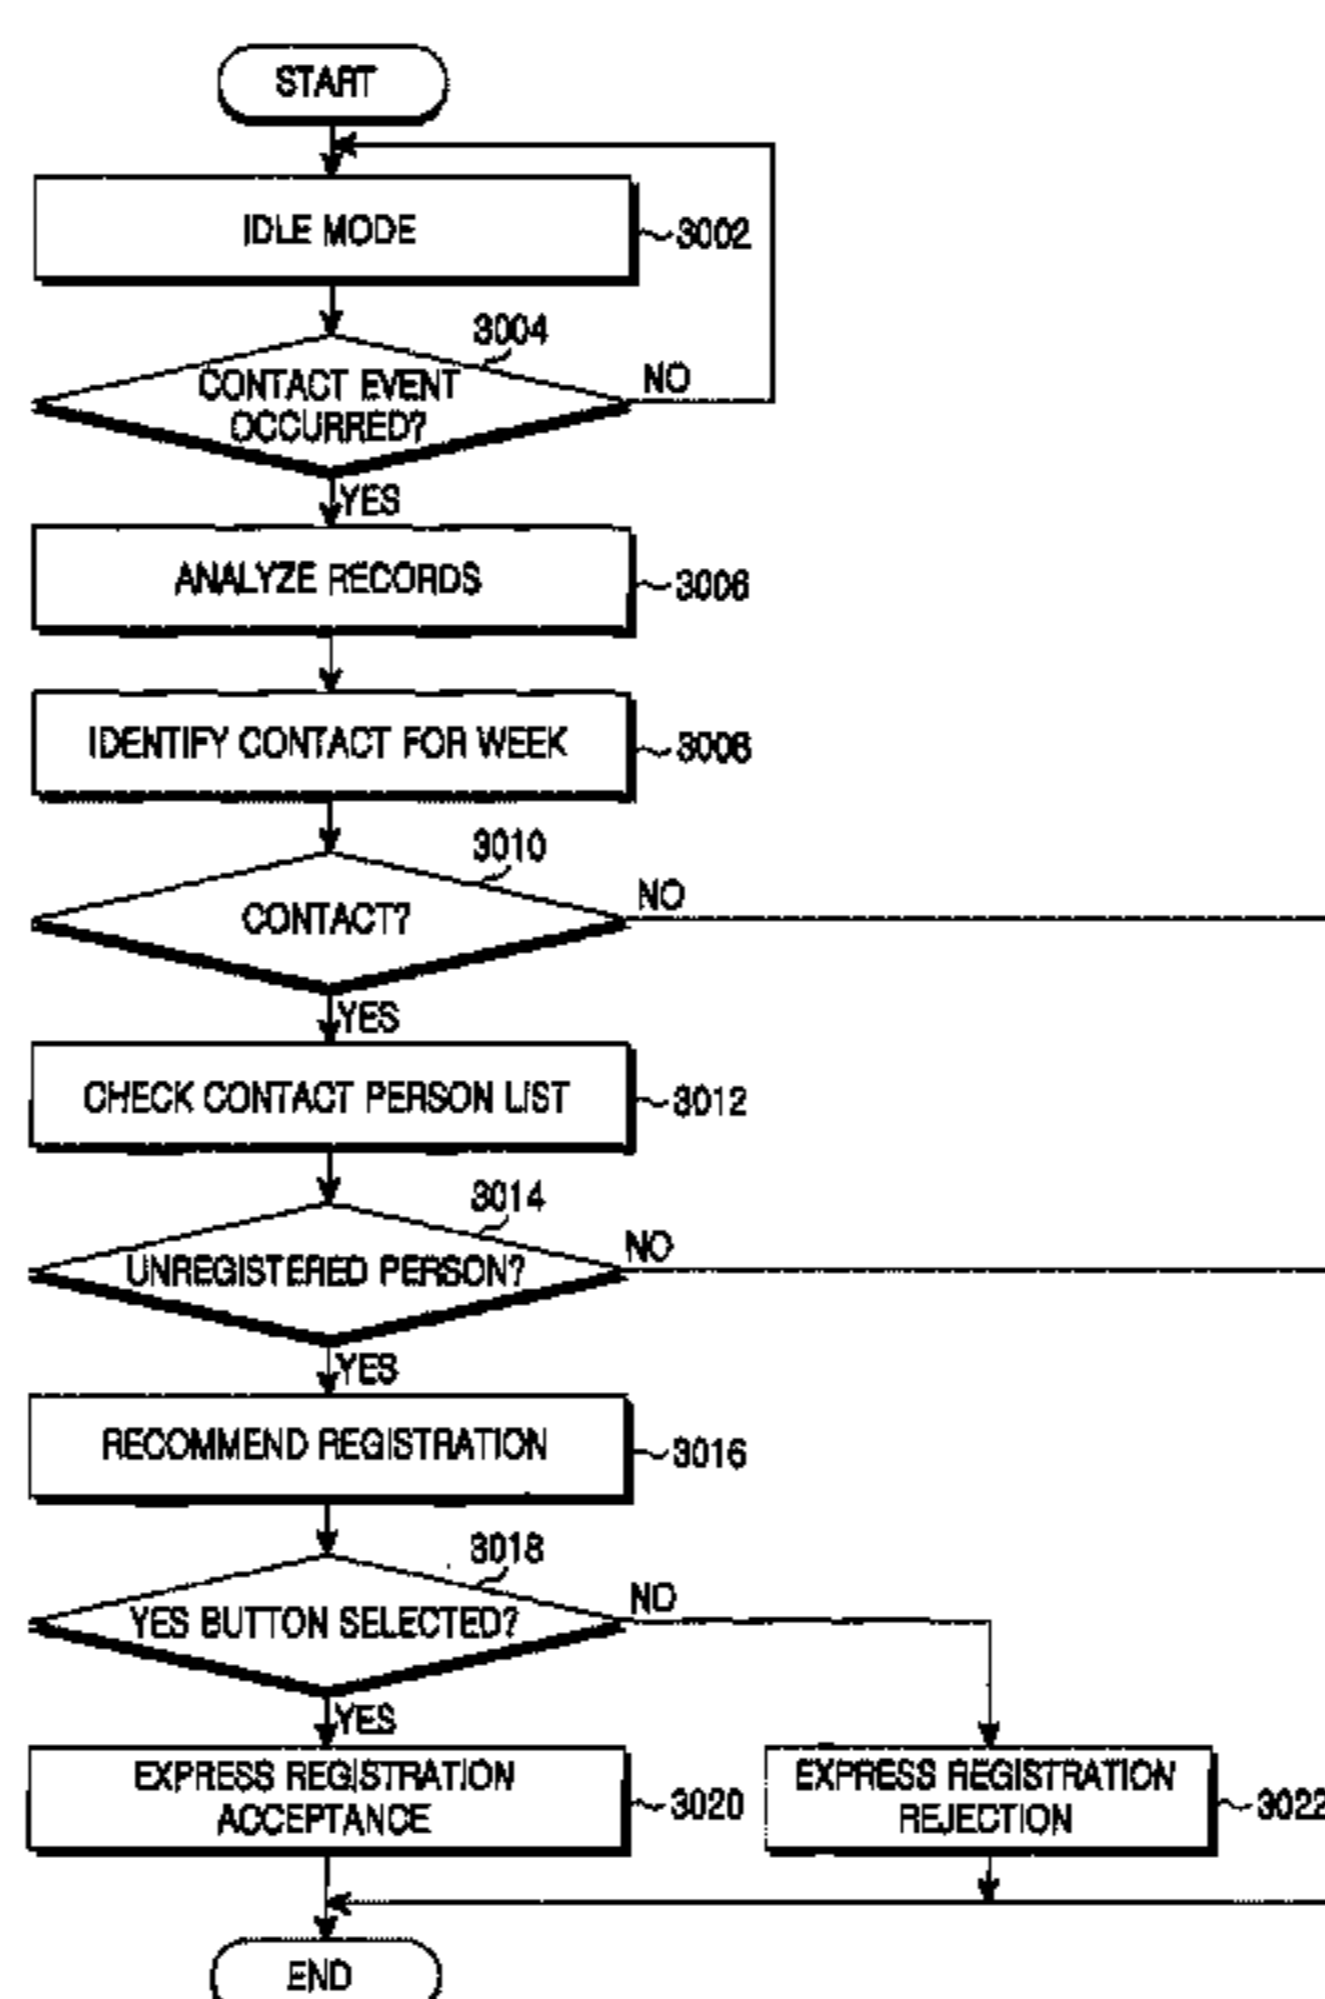 START
IDLE MODE
3002
3004
CONTACT EVENT
OCCURRED?
NO
YES
ANALYZE RECORDS
3006
IDENTIFY CONTACT FOR WEEK
3008
3010
CONTACT?
NO
YES
CHECK CONTACT PERSON LIST
3012
3014
UNREGISTERED PERSON?
NO
YES
RECOMMEND REGISTRATION
3016
3018
YES BUTTON SELECTED?
NO
YES
EXPRESS REGISTRATION
ACCEPTANCE
3020
EXPRESS REGISTRATION
REJECTION
3022
END